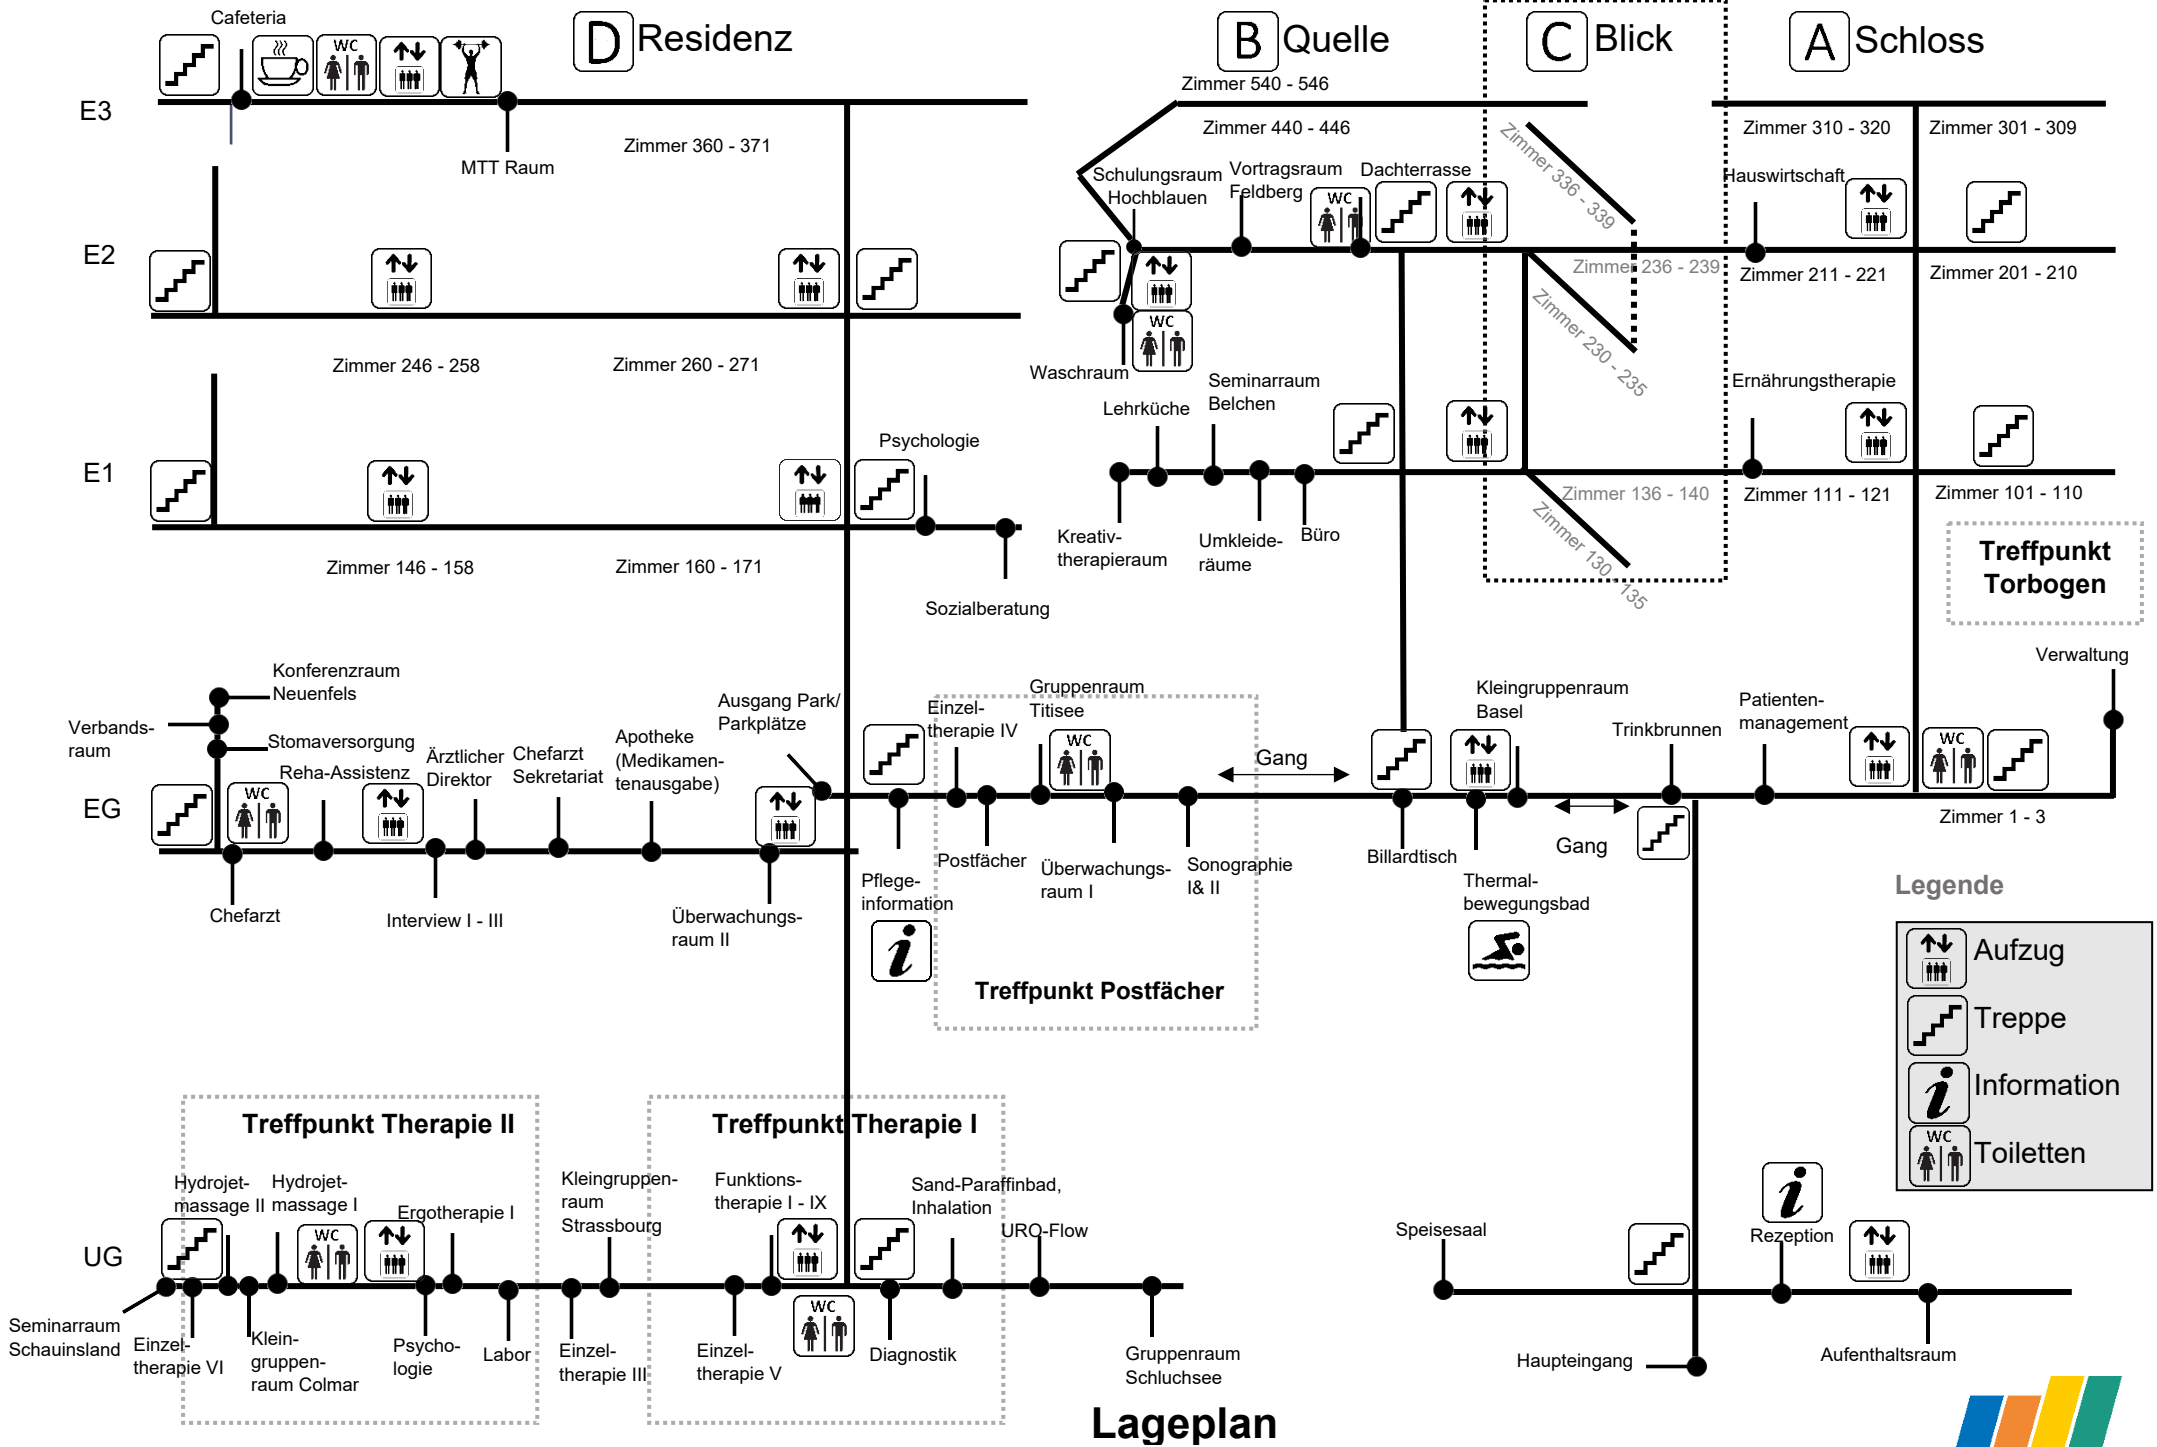 Cafeteria
D Residenz
B Quelle
C Blick
A Schloss
E3
WC
MTT Raum
Zimmer 360 - 371
Zimmer 540 - 546
Zimmer 440 - 446
Zimmer 336 - 339
Zimmer 310 - 320
Zimmer 301 - 309
E2
Schulungsraum
Hochblauen
Vortragsraum
Feldberg
WC
Dachterrasse
Hauswirtschaft
WC
Waschraum
Zimmer 236 - 239
Zimmer 230 - 235
Zimmer 211 - 221
Zimmer 201 - 210
Zimmer 246 - 258
Zimmer 260 - 271
E1
Psychologie
Sozialberatung
Zimmer 146 - 158
Zimmer 160 - 171
Lehrküche
Seminarraum
Belchen
Kreativ-
therapieraum
Umkleide-
räume
Büro
Ernährungstherapie
Zimmer 136 - 140
Zimmer 130 - 135
Zimmer 111 - 121
Zimmer 101 - 110
Treffpunkt
Torbogen
EG
Konferenzraum
Neuenfels
Verbands-
raum
Stomaversorgung
WC
Reha-Assistenz
Ärztlicher
Direktor
Chefarzt
Sekretariat
Apotheke
(Medikamen-
tenausgabe)
Ausgang Park/
Parkplätze
Chefarzt
Interview I - III
Überwachungs-
raum II
Pflege-
information
Einzel-
therapie IV
Gruppenraum
Titisee
WC
Postfächer
Überwachungs-
raum I
Sonographie
I& II
Treffpunkt Postfächer
Gang
Billardtisch
Kleingruppenraum
Basel
Thermal-
bewegungsbad
Gang
Trinkbrunnen
Patienten-
management
WC
Verwaltung
Zimmer 1 - 3
Legende
Aufzug
Treppe
Information
WC
Toiletten
UG
Treffpunkt Therapie II
Treffpunkt Therapie I
Hydrojet-
massage II
Hydrojet-
massage I
WC
Ergotherapie I
Kleingruppen-
raum
Strassbourg
Funktions-
therapie I - IX
Sand-Paraffinbad,
Inhalation
URO-Flow
Seminarraum
Schauinsland
Einzel-
therapie VI
Klein-
gruppen-
raum Colmar
Psycho-
logie
Labor
Einzel-
therapie III
Einzel-
therapie V
WC
Diagnostik
Gruppenraum
Schluchsee
Speisesaal
Rezeption
Haupteingang
Aufenthaltsraum
Lageplan